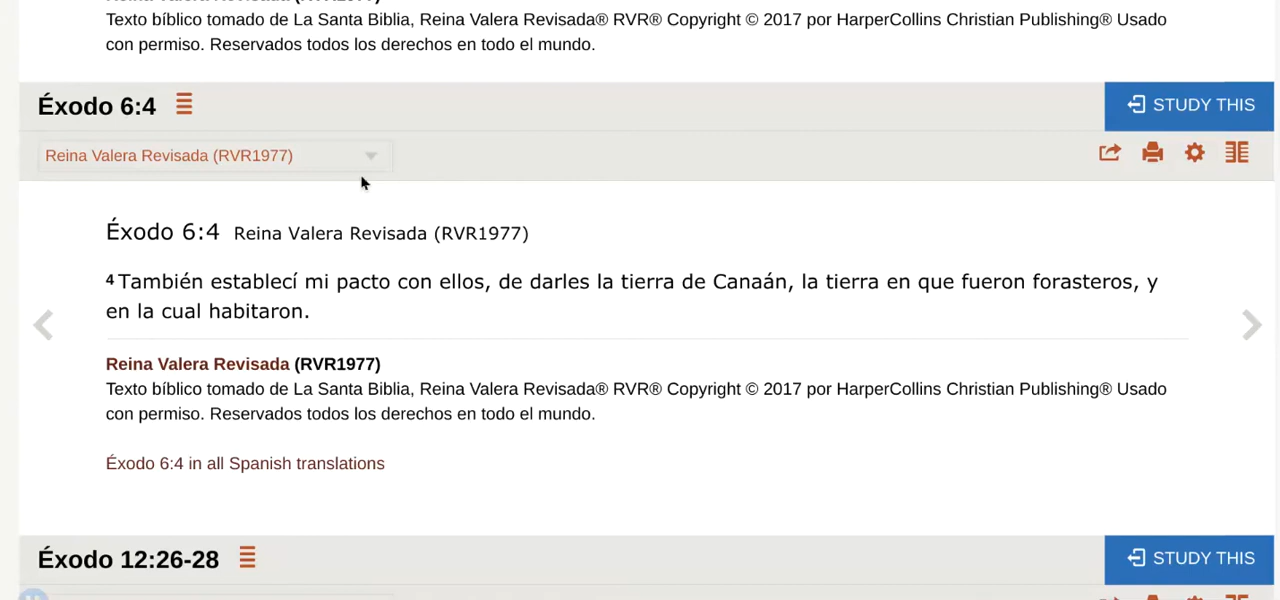 Reina Valera Revisada (RVR1977)
Texto bíblico tomado de La Santa Biblia, Reina Valera Revisada® RVR® Copyright © 2017 por HarperCollins Christian Publishing® Usado
con permiso. Reservados todos los derechos en todo el mundo.
Éxodo 6:4
STUDY THIS
Reina Valera Revisada (RVR1977)
Éxodo 6:4 Reina Valera Revisada (RVR1977)
4 También establecí mi pacto con ellos, de darles la tierra de Canaán, la tierra en que fueron forasteros, y
en la cual habitaron.
Reina Valera Revisada (RVR1977)
Texto bíblico tomado de La Santa Biblia, Reina Valera Revisada® RVR® Copyright © 2017 por HarperCollins Christian Publishing® Usado
con permiso. Reservados todos los derechos en todo el mundo.
Éxodo 6:4 in all Spanish translations
Éxodo 12:26-28
STUDY THIS